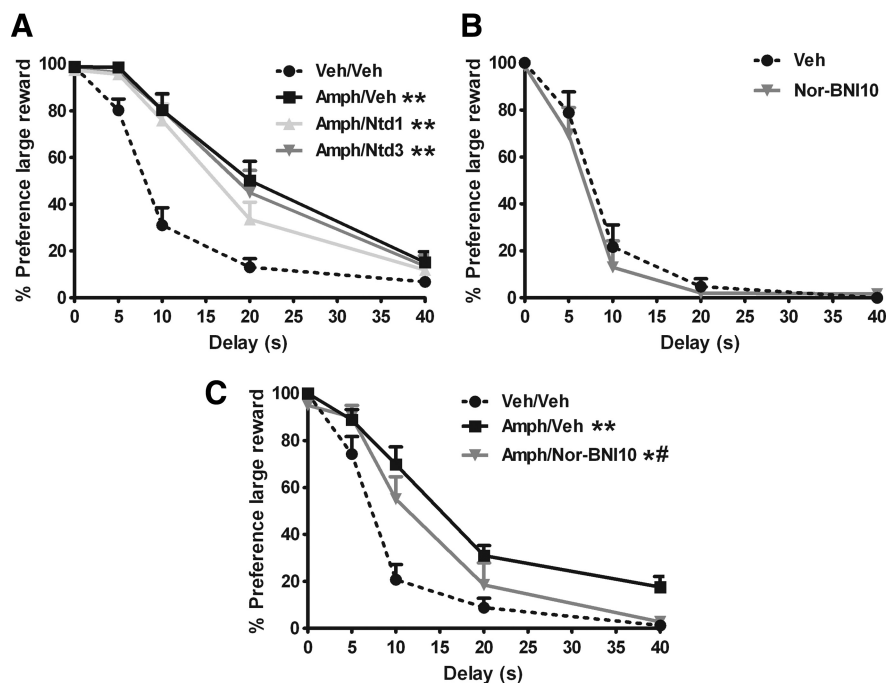 A
% Preference large reward
100
80
60
40
20
0
0 5 10 15 20 25 30 35 40
Delay (s)
Veh/Veh
Amph/Veh **
Amph/Ntd1 **
Amph/Ntd3 **
B
% Preference large reward
100
80
60
40
20
0
0 5 10 15 20 25 30 35 40
Delay (s)
Veh
Nor-BNI10
C
% Preference large reward
100
80
60
40
20
0
0 5 10 15 20 25 30 35 40
Delay (s)
Veh/Veh
Amph/Veh **
Amph/Nor-BNI10 *#